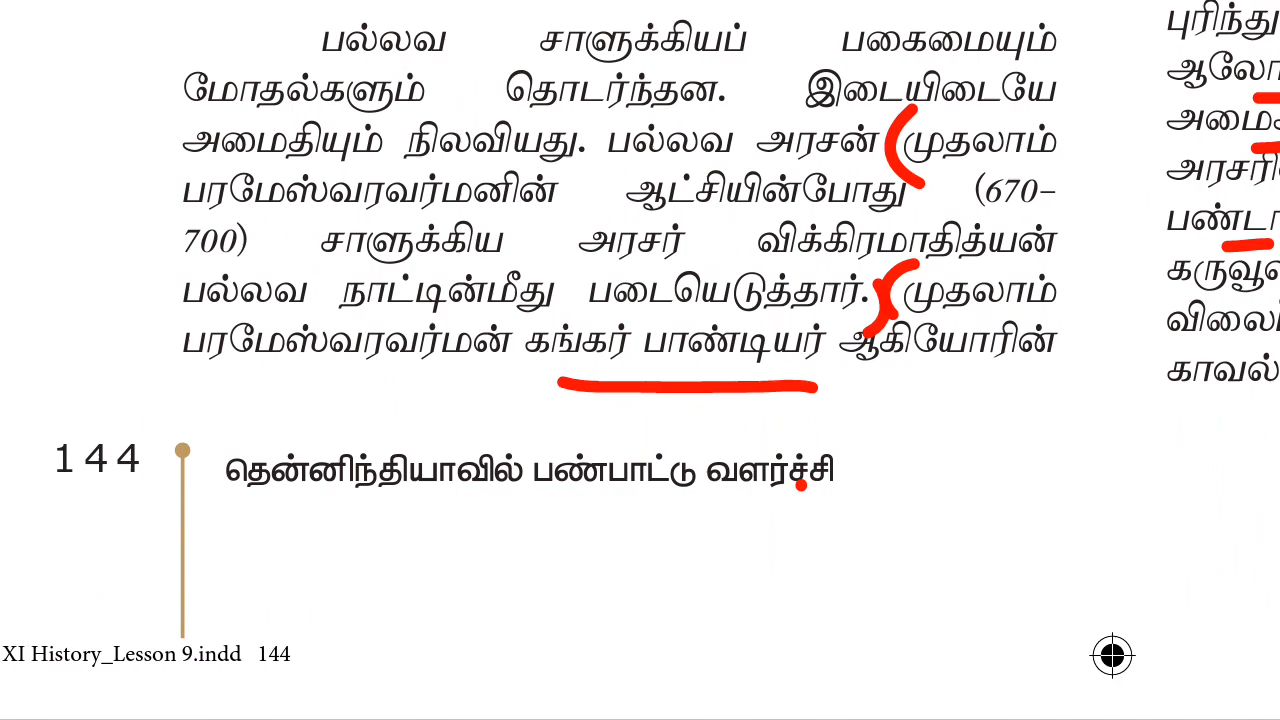 பல்லவ சாளுக்கியப் பகைமையும்
மோதல்களும் தொடர்ந்தன. இடையிடையே
அமைதியும் நிலவியது. பல்லவ அரசன் முதலாம்
பரமேஸ்வரவர்மனின் ஆட்சியின்போது (670–
700) சாளுக்கிய அரசர் விக்கிரமாதித்யன்
பல்லவ நாட்டின்மீது படையெடுத்தார். முதலாம்
பரமேஸ்வரவர்மன் கங்கர் பாண்டியர் ஆகியோரின்
புரிந்து
பண்டா
காவல்
144
தென்னிந்தியாவில் பண்பாட்டு வளர்ச்சி
XI History_Lesson 9.indd 144